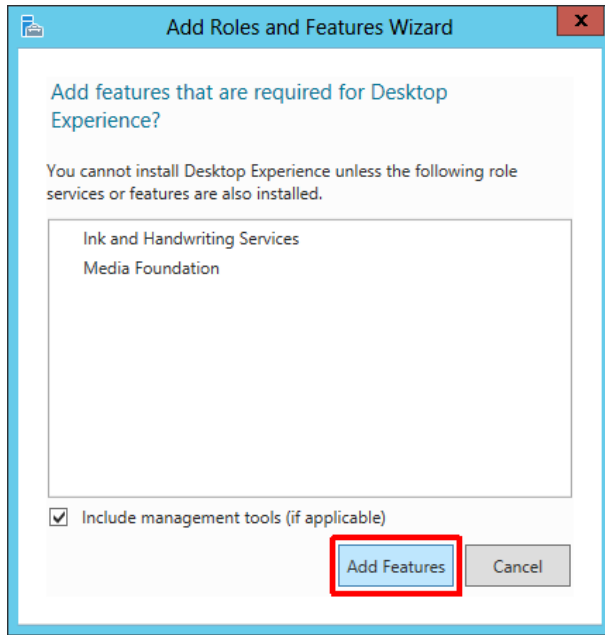 Add Roles and Features Wizard
x
Add features that are required for Desktop
Experience?
You cannot install Desktop Experience unless the following role
services or features are also installed.
Ink and Handwriting Services
Media Foundation
Include management tools (if applicable)
Add Features
Cancel